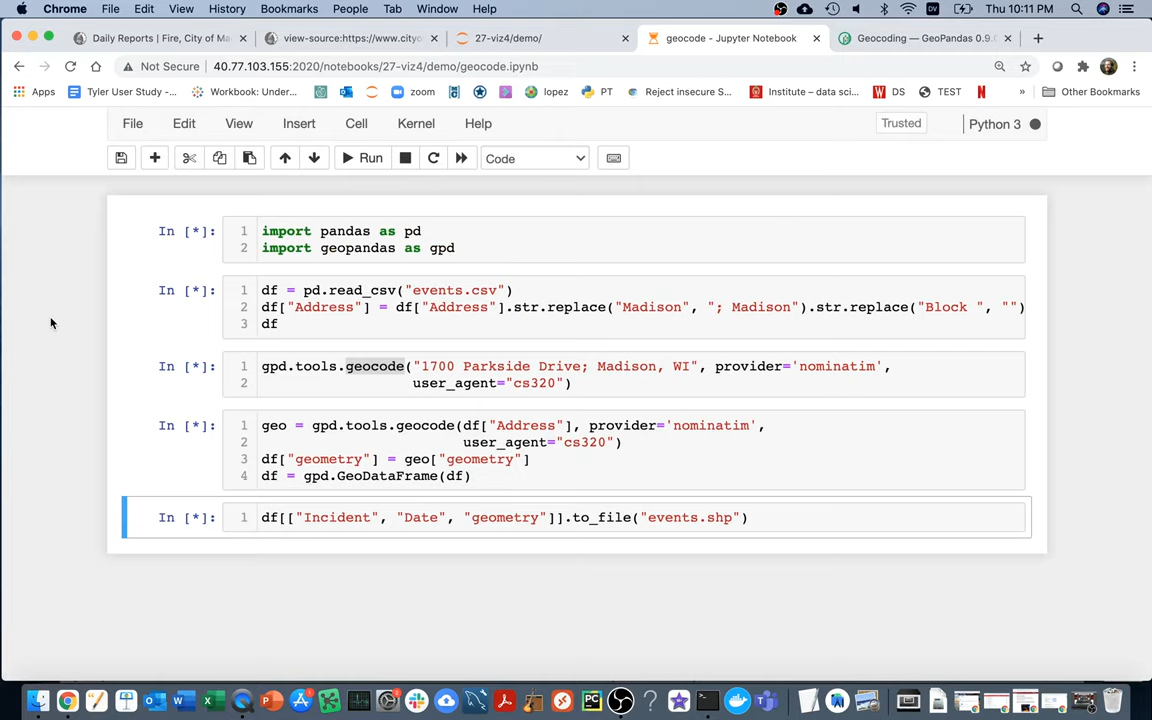 Chrome File Edit View History Bookmarks People Tab Window Help Thu 10:11 PM
Daily Reports | Fire, City of Ma view-source:https://www.cityo 27-viz4/demo/ geocode - Jupyter Notebook Geocoding — GeoPandas 0.9.0
Not Secure 40.77.103.155:2020/notebooks/27-viz4/demo/geocode.ipynb
Apps Tyler User Study -... Workbook: Under... zoom lopez PT Reject insecure S... Institute – data sci... DS TEST » Other Bookmarks
File Edit View Insert Cell Kernel Help Trusted Python 3
Run Code
In [*]: 1 import pandas as pd
2 import geopandas as gpd
In [*]: 1 df = pd.read_csv("events.csv")
2 df["Address"] = df["Address"].str.replace("Madison", "; Madison").str.replace("Block ", "")
3 df
In [*]: 1 gpd.tools.geocode("1700 Parkside Drive; Madison, WI", provider='nominatim',
2 user_agent="cs320")
In [*]: 1 geo = gpd.tools.geocode(df["Address"], provider='nominatim',
2 user_agent="cs320")
3 df["geometry"] = geo["geometry"]
4 df = gpd.GeoDataFrame(df)
In [*]: 1 df[["Incident", "Date", "geometry"]].to_file("events.shp")